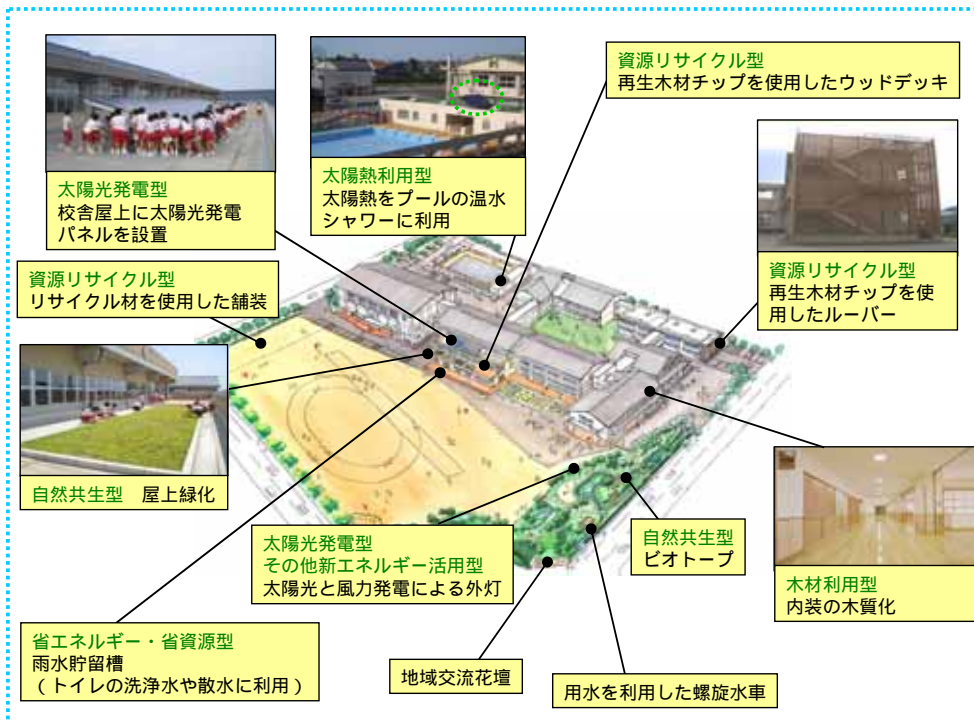 太陽光発電型
校舎屋上に太陽光発電
パネルを設置
太陽熱利用型
太陽熱をプールの温水
シャワーに利用
資源リサイクル型
再生木材チップを使用したウッドデッキ
資源リサイクル型
再生木材チップを使
用したルーバー
資源リサイクル型
リサイクル材を使用した舗装
自然共生型　屋上緑化
太陽光発電型
その他新エネルギー活用型
太陽光と風力発電による外灯
自然共生型
ビオトープ
木材利用型
内装の木質化
省エネルギー・省資源型
雨水貯留槽
（トイレの洗浄水や散水に利用）
地域交流花壇
用水を利用した螺旋水車